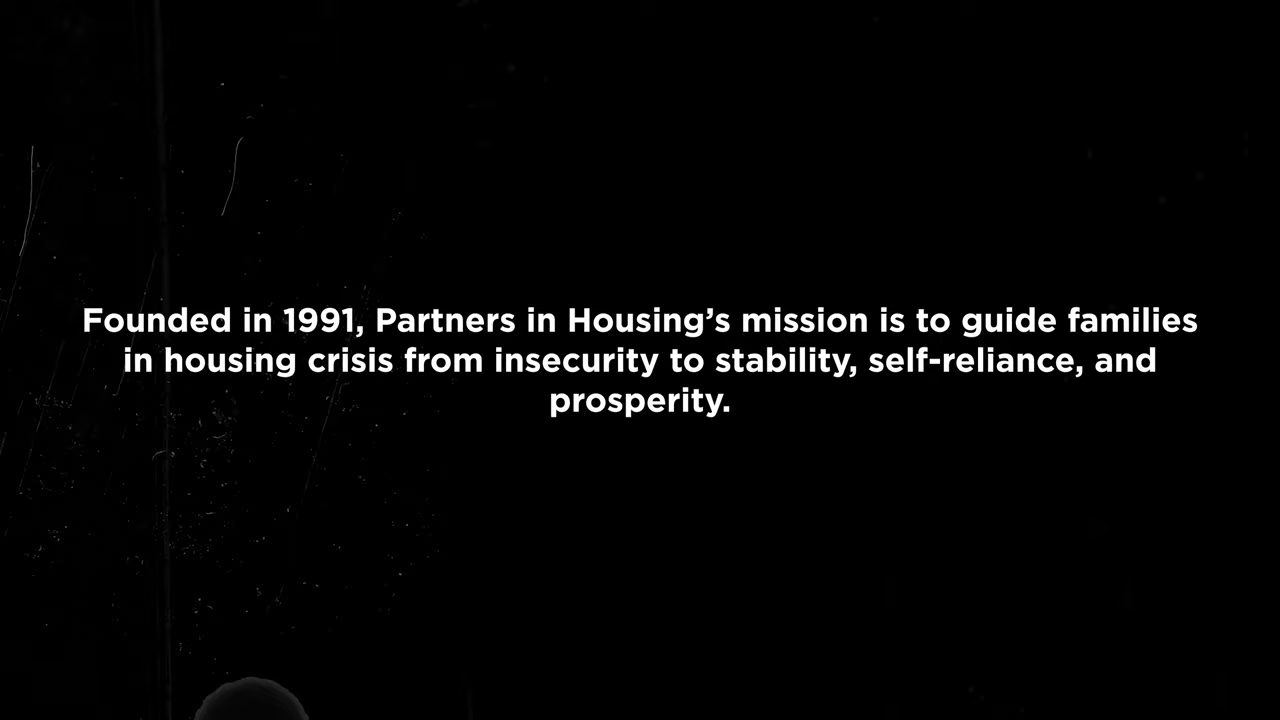 Founded in 1991, Partners in Housing’s mission is to guide families
in housing crisis from insecurity to stability, self-reliance, and
prosperity.